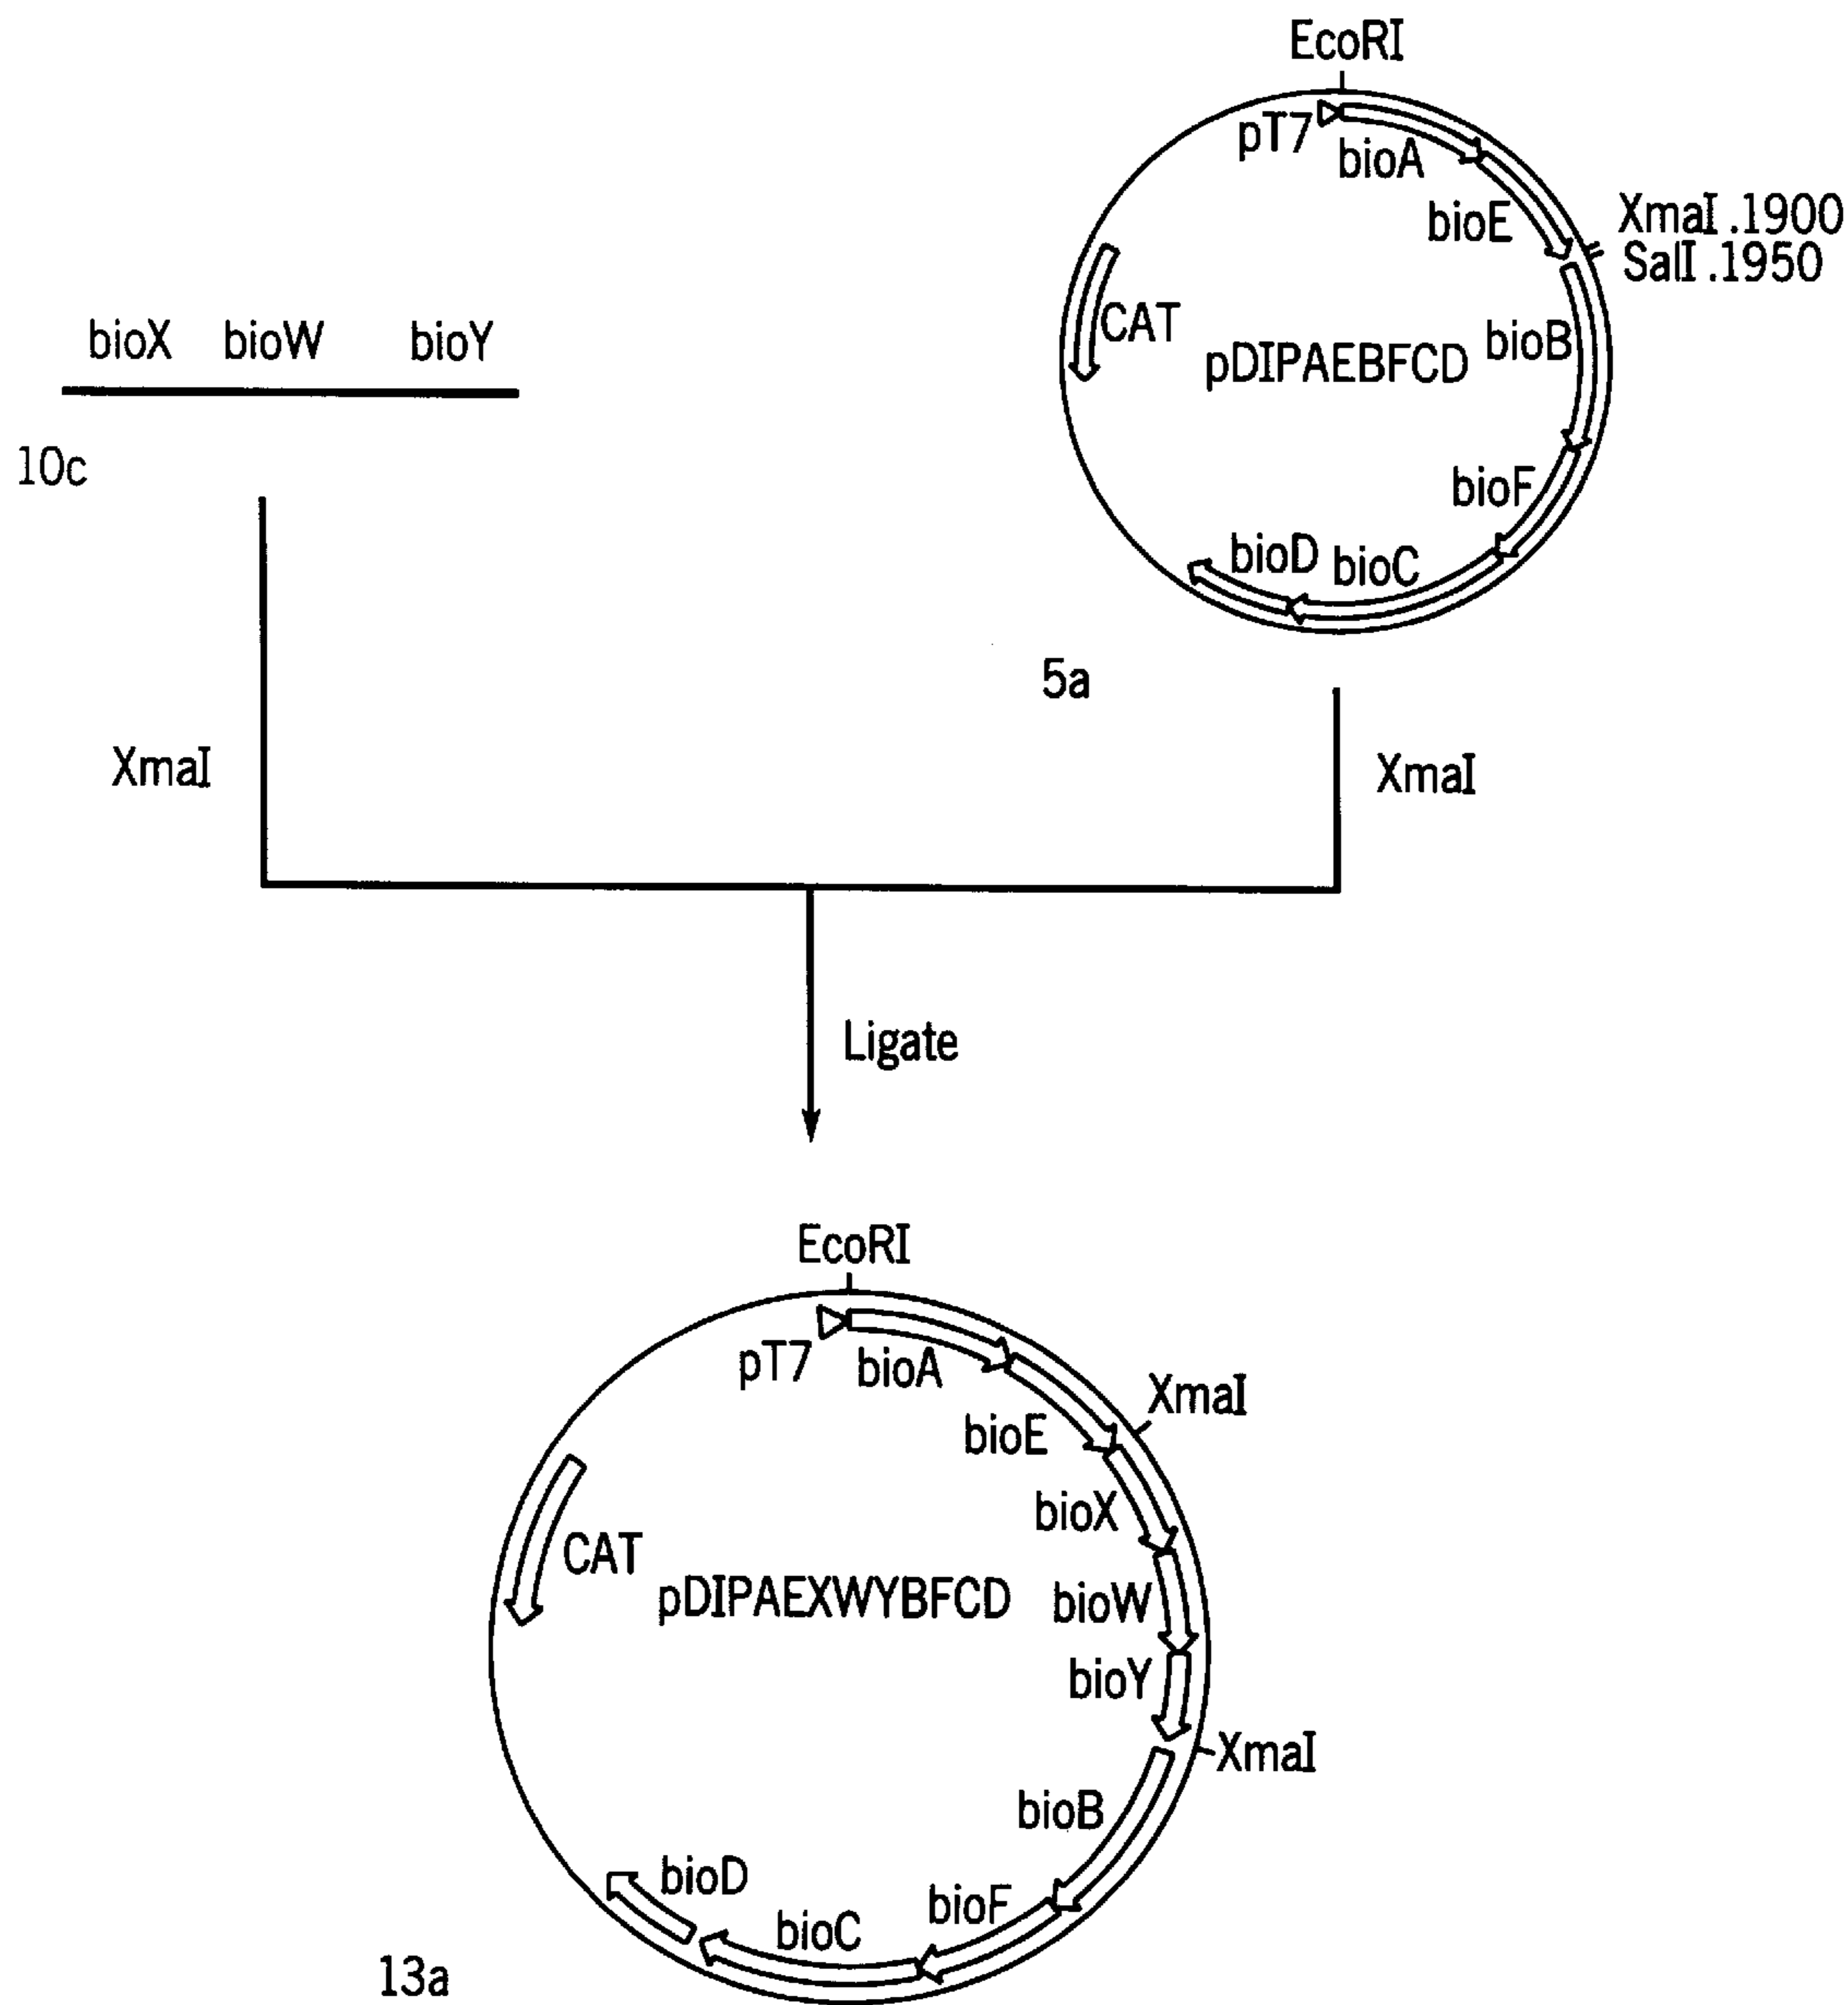 EcoRI
pT7
bioA
bioE
XmaI .1900
SalI .1950
CAT
pDIPAEBFCD
bioB
bioF
bioD
bioC
5a
bioX bioW bioY
10c
XmaI
XmaI
Ligate
EcoRI
pT7
bioA
XmaI
bioE
bioX
CAT
pDIPAEXWYBFCD
bioW
bioY
XmaI
bioB
bioD
bioF
bioC
13a